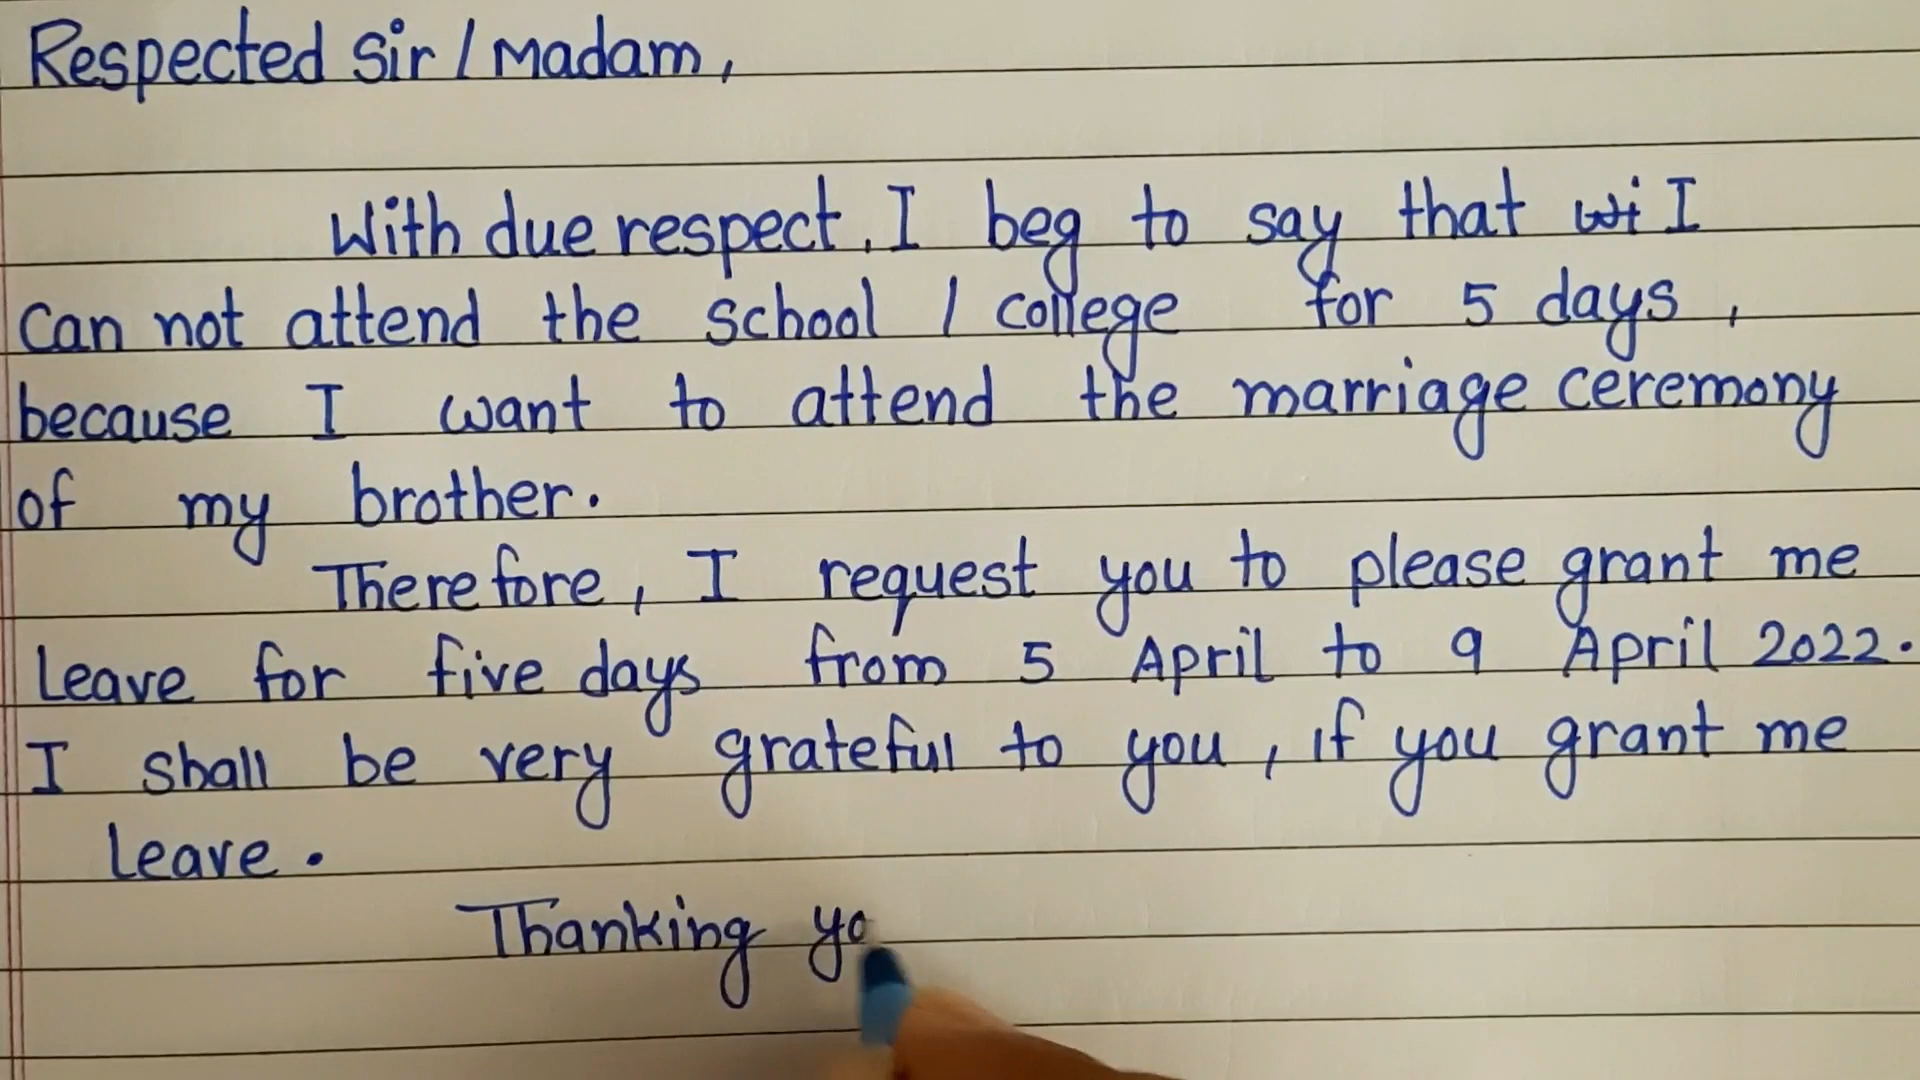 Respected Sir / Madam,
With due respect, I beg to say that wi I
can not attend the school / college for 5 days,
because I want to attend the marriage ceremony
of my brother.
Therefore, I request you to please grant me
leave for five days from 5 April to 9 April 2022.
I shall be very grateful to you, if you grant me
leave.
Thanking yo